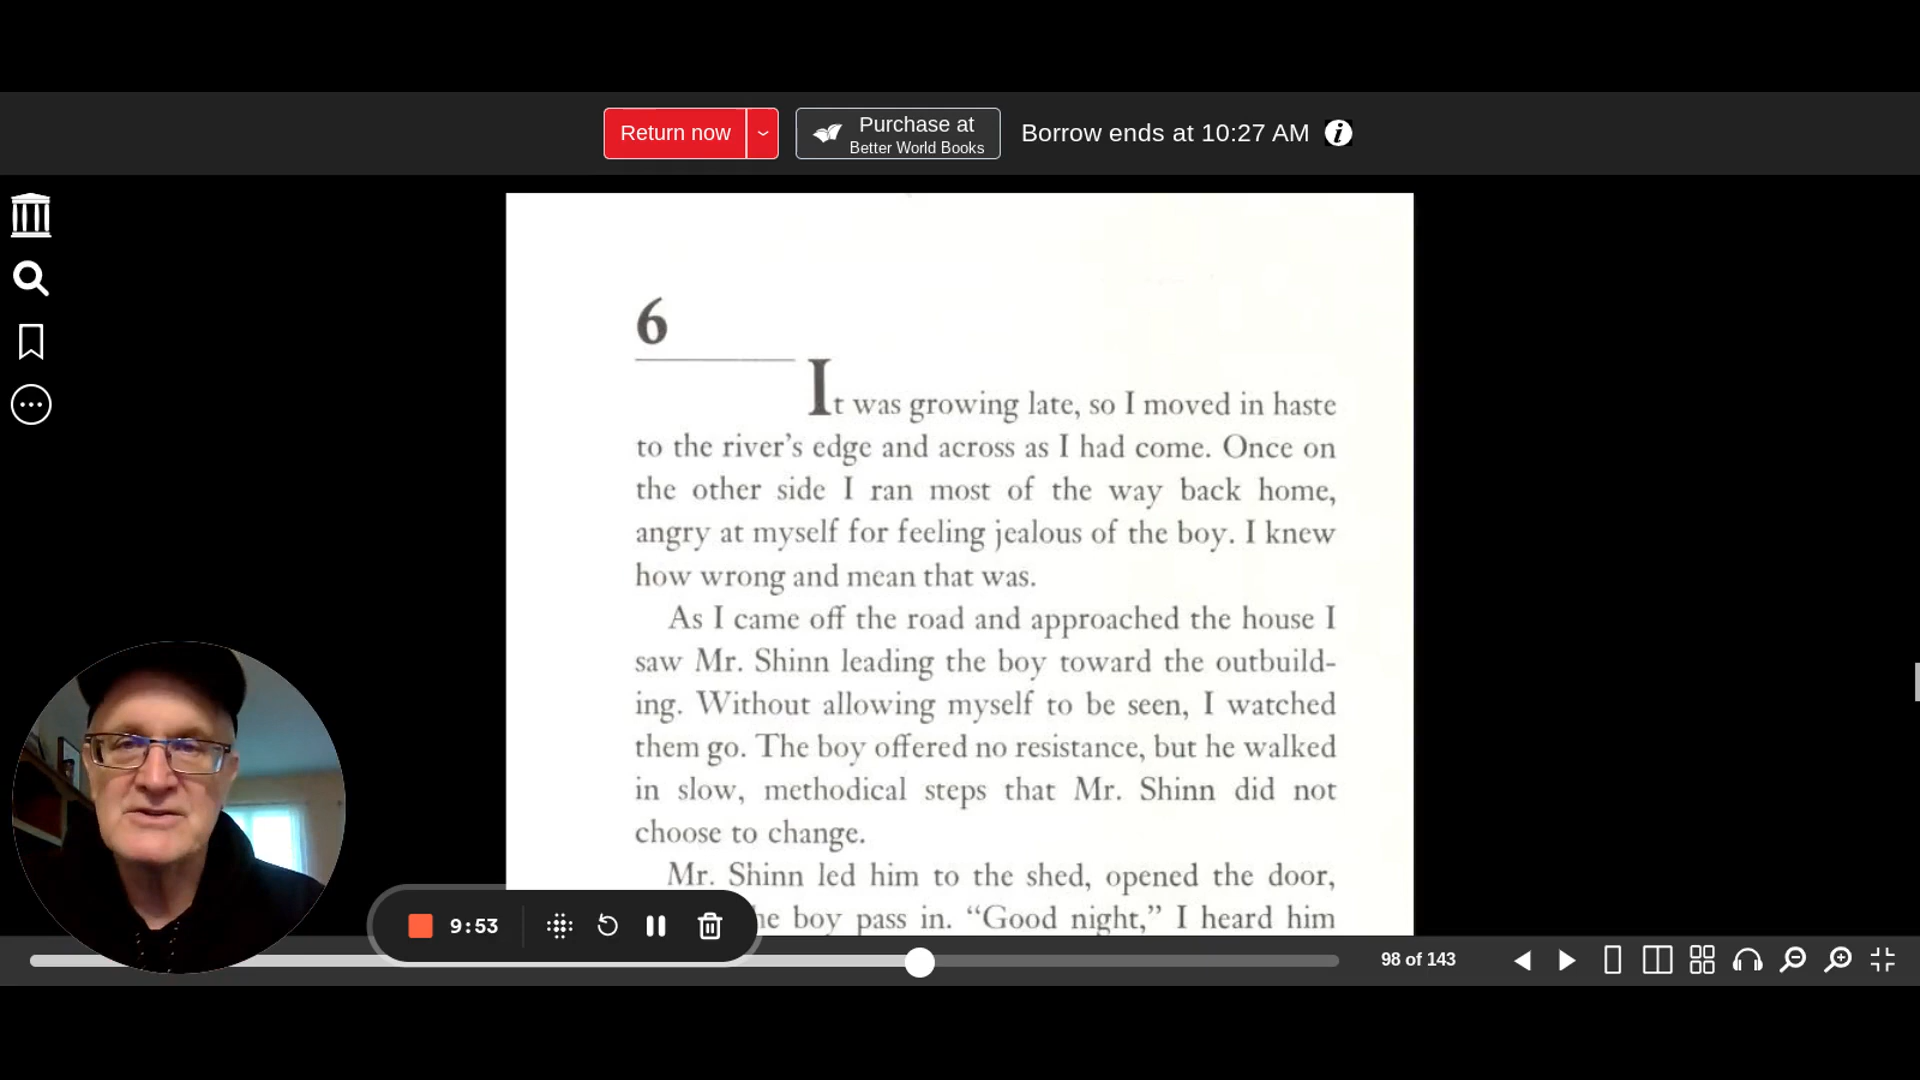 Return now
Purchase at
Better World Books
Borrow ends at 10:27 AM
6
It was growing late, so I moved in haste
to the river's edge and across as I had come. Once on
the other side I ran most of the way back home,
angry at myself for feeling jealous of the boy. I knew
how wrong and mean that was.
As I came off the road and approached the house I
saw Mr. Shinn leading the boy toward the outbuild-
ing. Without allowing myself to be seen, I watched
them go. The boy offered no resistance, but he walked
in slow, methodical steps that Mr. Shinn did not
choose to change.
Mr. Shinn led him to the shed, opened the door,
boy pass in. “Good night,” I heard him
9:53
98 of 143